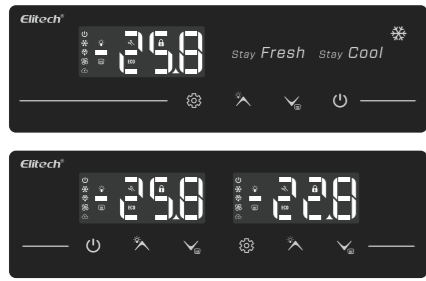 Elitech®
-25.8
ECO
Stay Fresh Stay Cool
Elitech®
-25.8 -22.8
ECO ECO